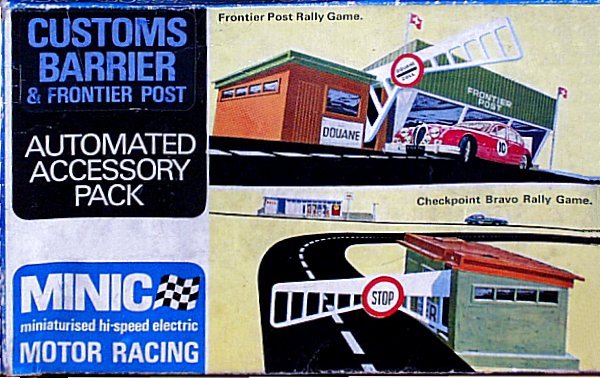 CUSTOMS
BARRIER
& FRONTIER POST
AUTOMATED
ACCESSORY
PACK
MINIC
miniaturised hi-speed electric
MOTOR RACING
Frontier Post Rally Game.
FRONTIER
POST
DOUANE
10
Checkpoint Bravo Rally Game.
STOP